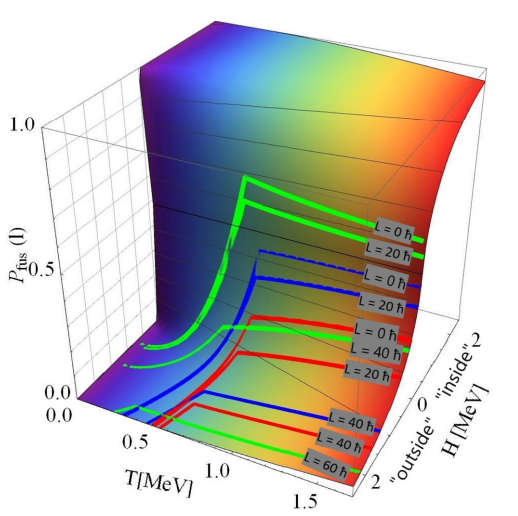 1.0
P_fus (l)
0.5
0.0
0.0
0.5
1.0
1.5
T[MeV]
L = 0 ħ
L = 20 ħ
L = 0 ħ
L = 20 ħ
L = 0 ħ
L = 40 ħ
L = 20 ħ
L = 40 ħ
L = 40 ħ
L = 60 ħ
2
0
2
"outside" "inside"
H [MeV]